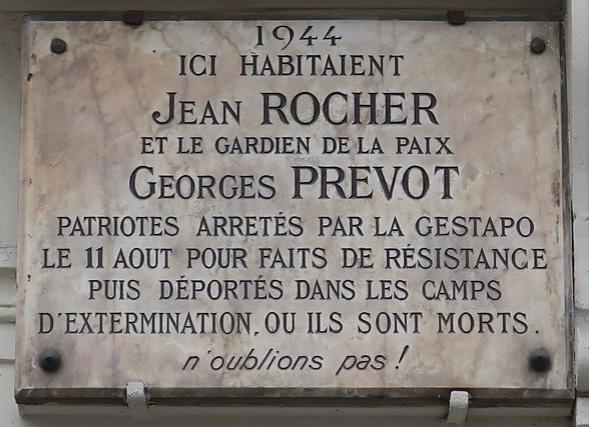 1944
ICI HABITAIENT
JEAN ROCHER
ET LE GARDIEN DE LA PAIX
GEORGES PREVOT
PATRIOTES ARRETÉS PAR LA GESTAPO
LE 11 AOUT POUR FAITS DE RÉSISTANCE
PUIS DÉPORTÉS DANS LES CAMPS
D'EXTERMINATION, OU ILS SONT MORTS.
n'oublions pas!